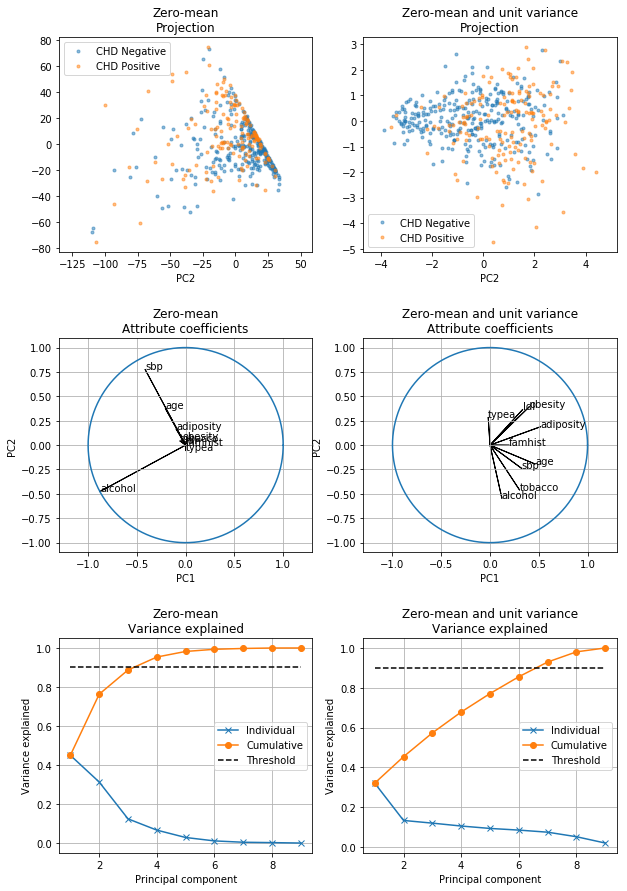 Zero-mean
Projection
80
60
40
20
0
−20
−40
−60
−80
CHD Negative
CHD Positive
−125 −100 −75 −50 −25 0 25 50
PC2
Zero-mean and unit variance
Projection
3
2
1
0
−1
−2
−3
−4
−5
CHD Negative
CHD Positive
−4 −2 0 2 4
PC2
Zero-mean
Attribute coefficients
PC2
1.00
0.75
0.50
0.25
0.00
−0.25
−0.50
−0.75
−1.00
sbp
age
adiposity
obesity
famhist
typea
alcohol
−1.0 −0.5 0.0 0.5 1.0
PC1
Zero-mean and unit variance
Attribute coefficients
PC2
1.00
0.75
0.50
0.25
0.00
−0.25
−0.50
−0.75
−1.00
typea
ldl
obesity
adiposity
famhist
age
sbp
tobacco
alcohol
−1.0 −0.5 0.0 0.5 1.0
PC1
Zero-mean
Variance explained
Variance explained
1.0
0.8
0.6
0.4
0.2
0.0
Individual
Cumulative
Threshold
2 4 6 8
Principal component
Zero-mean and unit variance
Variance explained
Variance explained
1.0
0.8
0.6
0.4
0.2
0.0
Individual
Cumulative
Threshold
2 4 6 8
Principal component